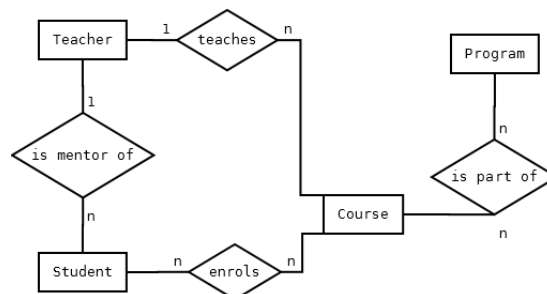 Teacher
1
teaches
n
Program
1
n
is mentor of
is part of
n
Course
n
n
Student
n
enrols
n